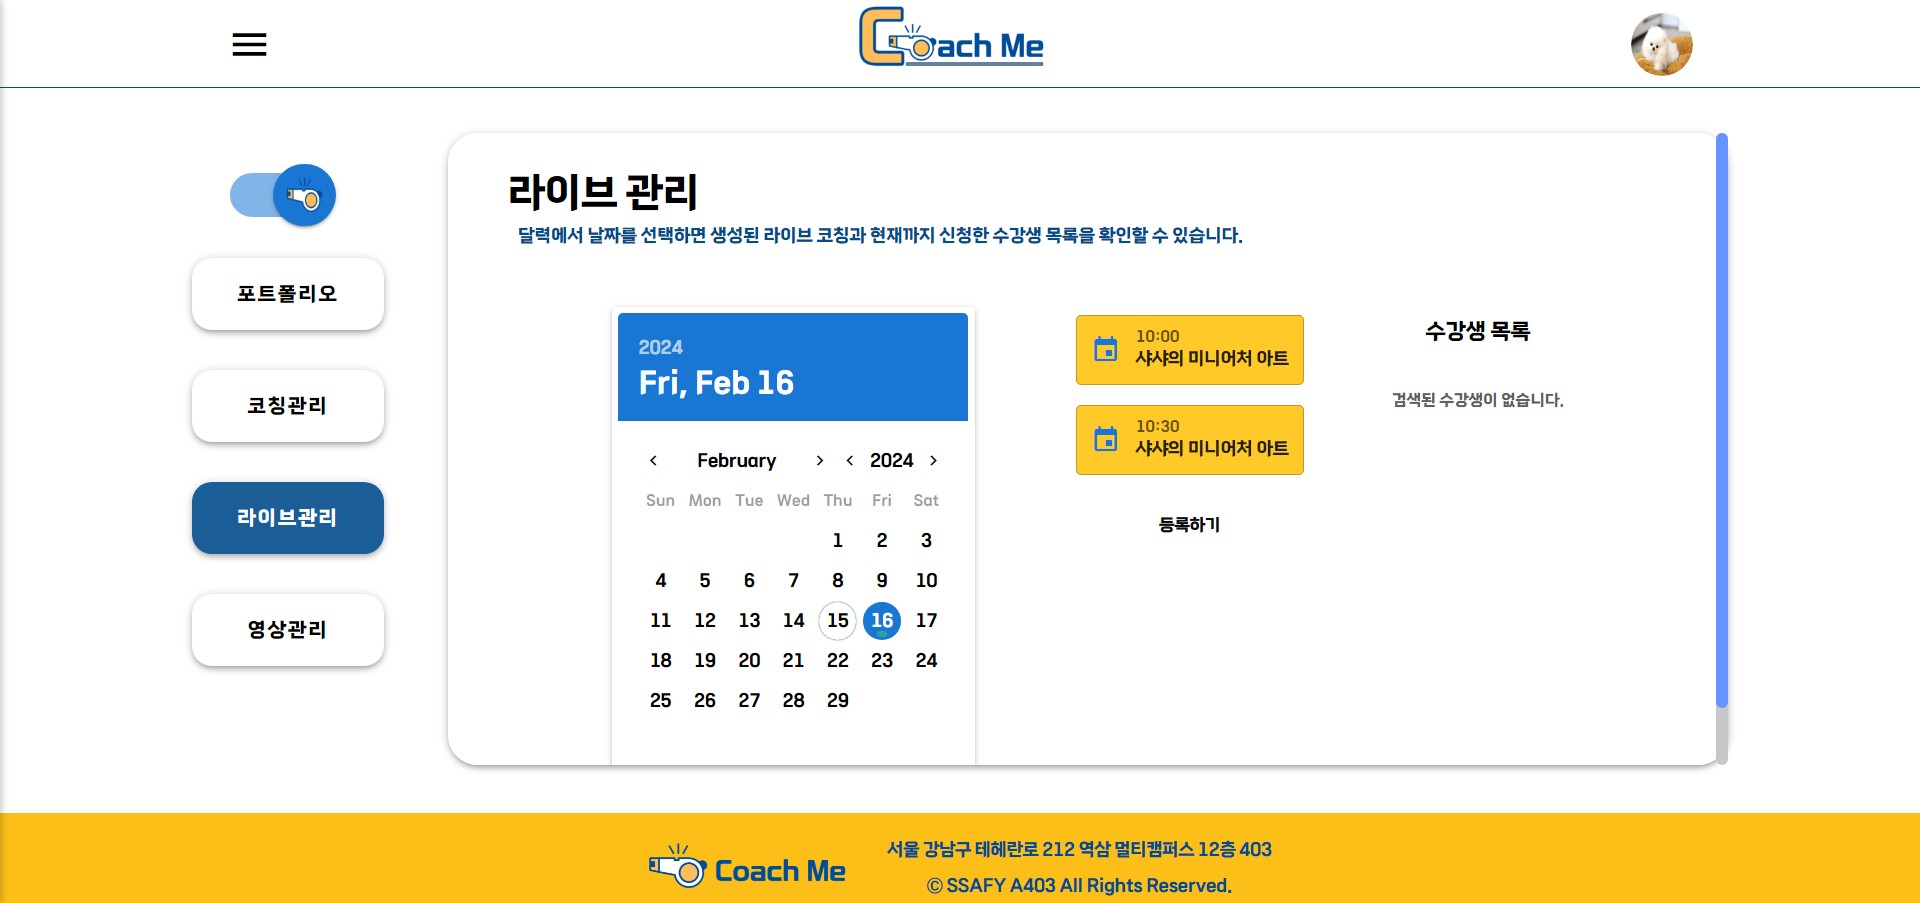 Coach Me
포트폴리오
코칭관리
라이브관리
영상관리
라이브 관리
달력에서 날짜를 선택하면 생성된 라이브 코칭과 현재까지 신청한 수강생 목록을 확인할 수 있습니다.
2024
Fri, Feb 16
February 2024
Sun Mon Tue Wed Thu Fri Sat
1 2 3
4 5 6 7 8 9 10
11 12 13 14 15 16 17
18 19 20 21 22 23 24
25 26 27 28 29
10:00
샤샤의 미니어처 아트
10:30
샤샤의 미니어처 아트
등록하기
수강생 목록
검색된 수강생이 없습니다.
Coach Me
서울 강남구 테헤란로 212 역삼 멀티캠퍼스 12층 403
© SSAFY A403 All Rights Reserved.